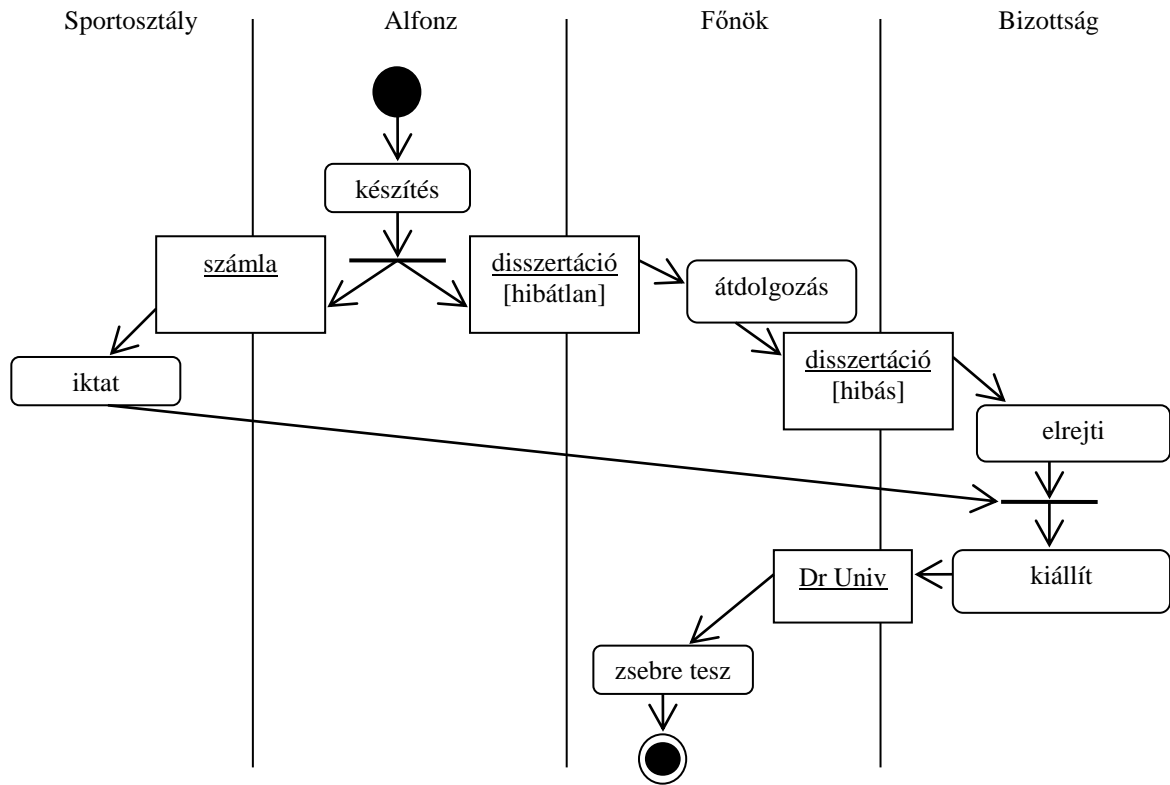 Sportosztály
Alfonz
Főnök
Bizottság
készítés
számla
disszertáció
[hibátlan]
átdolgozás
disszertáció
[hibás]
iktat
elrejti
Dr Univ
kiállít
zsebre tesz